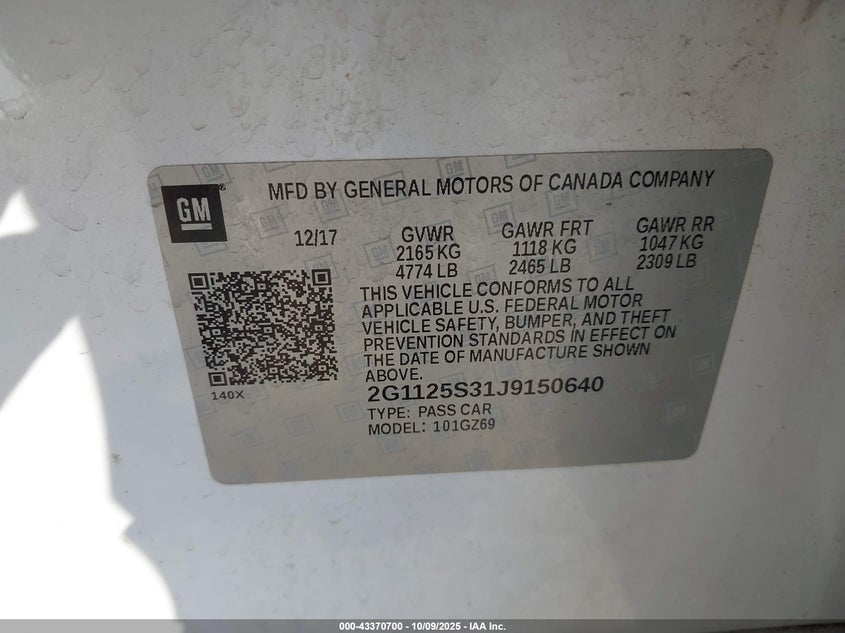 GM
MFD BY GENERAL MOTORS OF CANADA COMPANY
12/17
GVWR
2165 KG
4774 LB
GAWR FRT
1118 KG
2465 LB
GAWR RR
1047 KG
2309 LB
THIS VEHICLE CONFORMS TO ALL
APPLICABLE U.S. FEDERAL MOTOR
VEHICLE SAFETY, BUMPER, AND THEFT
PREVENTION STANDARDS IN EFFECT ON
THE DATE OF MANUFACTURE SHOWN
ABOVE.
140X
2G1125S31J9150640
TYPE: PASS CAR
MODEL: 101GZ69
000-43370700 - 10/09/2025 - IAA Inc.